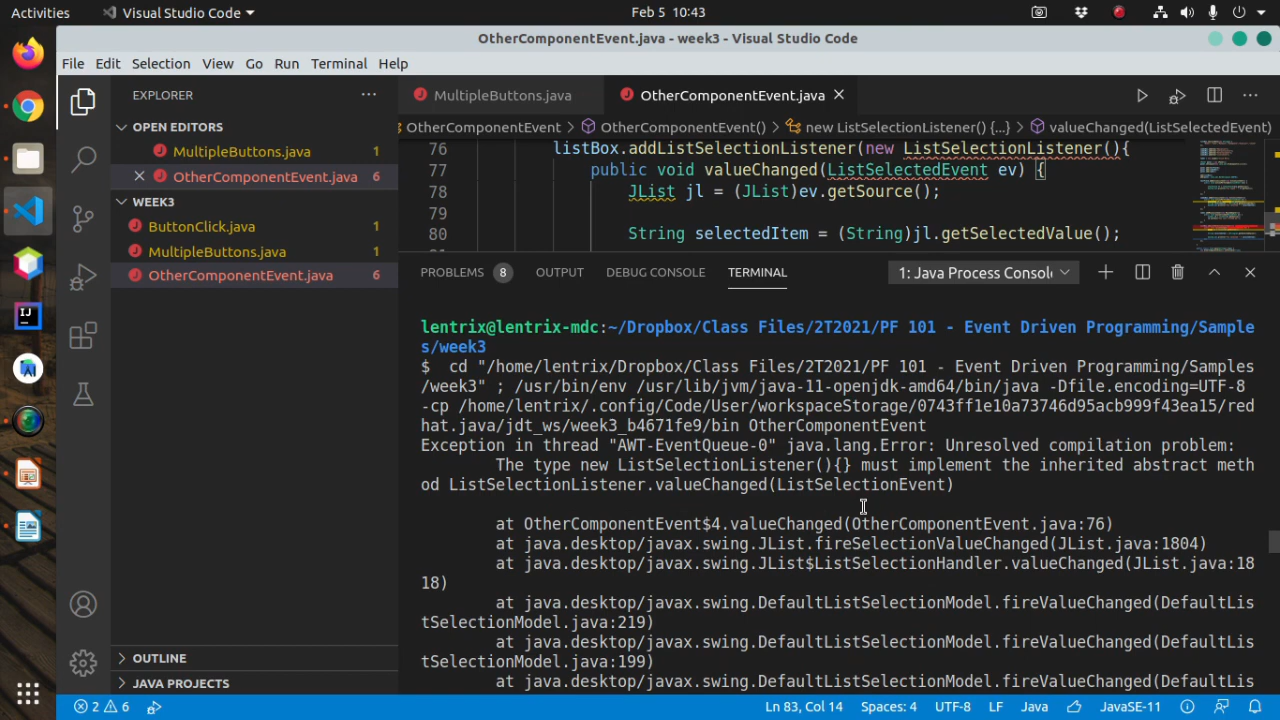 Activities
Visual Studio Code
Feb 5 10:43
OtherComponentEvent.java - week3 - Visual Studio Code
File Edit Selection View Go Run Terminal Help
EXPLORER
OPEN EDITORS
MultipleButtons.java 1
OtherComponentEvent.java 6
WEEK3
ButtonClick.java 1
MultipleButtons.java 1
OtherComponentEvent.java 6
OUTLINE
JAVA PROJECTS
MultipleButtons.java
OtherComponentEvent.java
OtherComponentEvent > OtherComponentEvent() > new ListSelectionListener() {...} > valueChanged(ListSelectedEvent)
76 listBox.addListSelectionListener(new ListSelectionListener(){
77 public void valueChanged(ListSelectedEvent ev) {
78 JList jl = (JList)ev.getSource();
79
80 String selectedItem = (String)jl.getSelectedValue();
PROBLEMS 8 OUTPUT DEBUG CONSOLE TERMINAL 1: Java Process Consol
lentrix@lentrix-mdc:~/Dropbox/Class Files/2T2021/PF 101 - Event Driven Programming/Sample
s/week3
$ cd "/home/lentrix/Dropbox/Class Files/2T2021/PF 101 - Event Driven Programming/Samples
/week3" ; /usr/bin/env /usr/lib/jvm/java-11-openjdk-amd64/bin/java -Dfile.encoding=UTF-8
-cp /home/lentrix/.config/Code/User/workspaceStorage/0743ff1e10a73746d95acb999f43ea15/red
hat.java/jdt_ws/week3_b4671fe9/bin OtherComponentEvent
Exception in thread "AWT-EventQueue-0" java.lang.Error: Unresolved compilation problem:
The type new ListSelectionListener(){} must implement the inherited abstract meth
od ListSelectionListener.valueChanged(ListSelectionEvent)
at OtherComponentEvent$4.valueChanged(OtherComponentEvent.java:76)
at java.desktop/javax.swing.JList.fireSelectionValueChanged(JList.java:1804)
at java.desktop/javax.swing.JList$ListSelectionHandler.valueChanged(JList.java:18
18)
at java.desktop/javax.swing.DefaultListSelectionModel.fireValueChanged(DefaultLis
tSelectionModel.java:219)
at java.desktop/javax.swing.DefaultListSelectionModel.fireValueChanged(DefaultLis
tSelectionModel.java:199)
at java.desktop/javax.swing.DefaultListSelectionModel.fireValueChanged(DefaultLis
2 6 Ln 83, Col 14 Spaces: 4 UTF-8 LF Java JavaSE-11